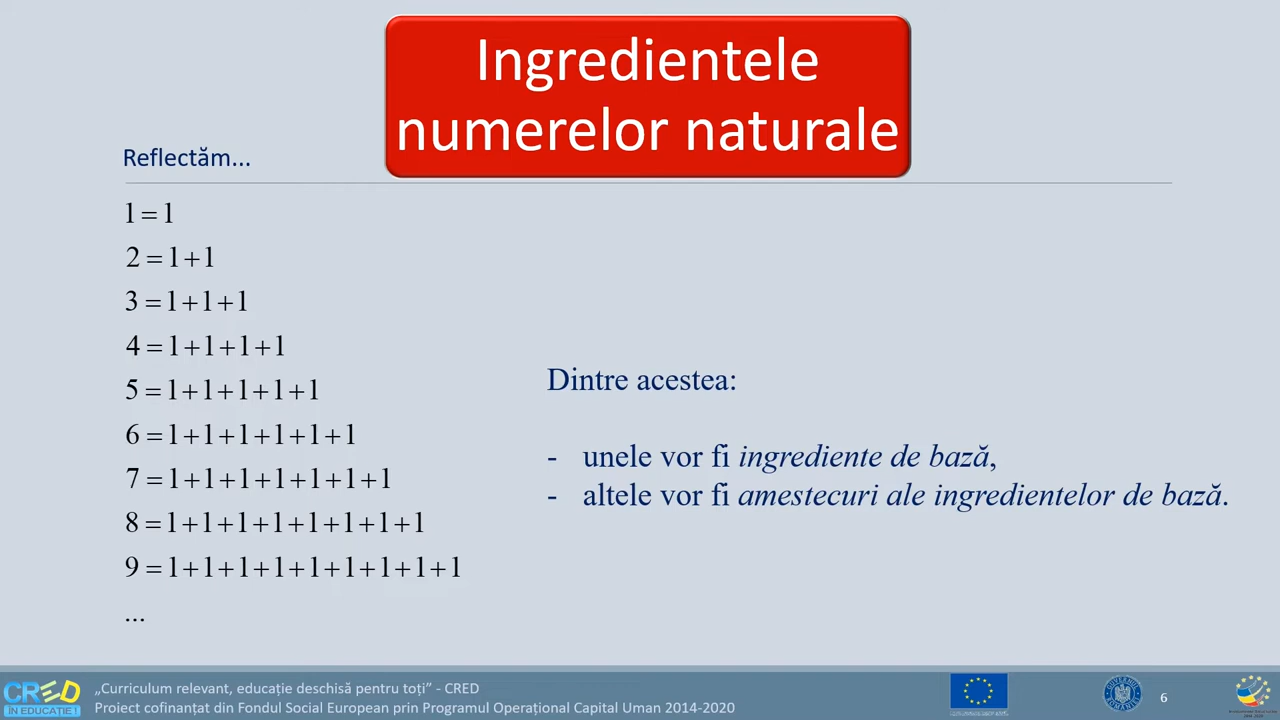 Ingredientele
numerelor naturale
Reflectăm...
1=1
2=1+1
3=1+1+1
4=1+1+1+1
5=1+1+1+1+1
6=1+1+1+1+1+1
7=1+1+1+1+1+1+1
8=1+1+1+1+1+1+1+1
9=1+1+1+1+1+1+1+1+1
...
Dintre acestea:
- unele vor fi ingrediente de bază,
- altele vor fi amestecuri ale ingredientelor de bază.
CRED
ÎN EDUCAȚIE !
„Curriculum relevant, educație deschisă pentru toți” - CRED
Proiect cofinanțat din Fondul Social European prin Programul Operațional Capital Uman 2014-2020
6